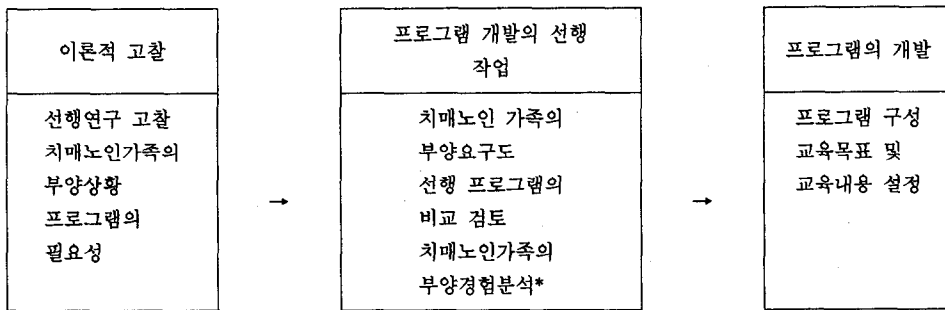 이론적 고찰
선행연구 고찰
치매노인가족의
부양상황
프로그램의
필요성
→
프로그램 개발의 선행
작업
치매노인 가족의
부양요구도
선행 프로그램의
비교 검토
치매노인가족의
부양경험분석*
→
프로그램의 개발
프로그램 구성
교육목표 및
교육내용 설정